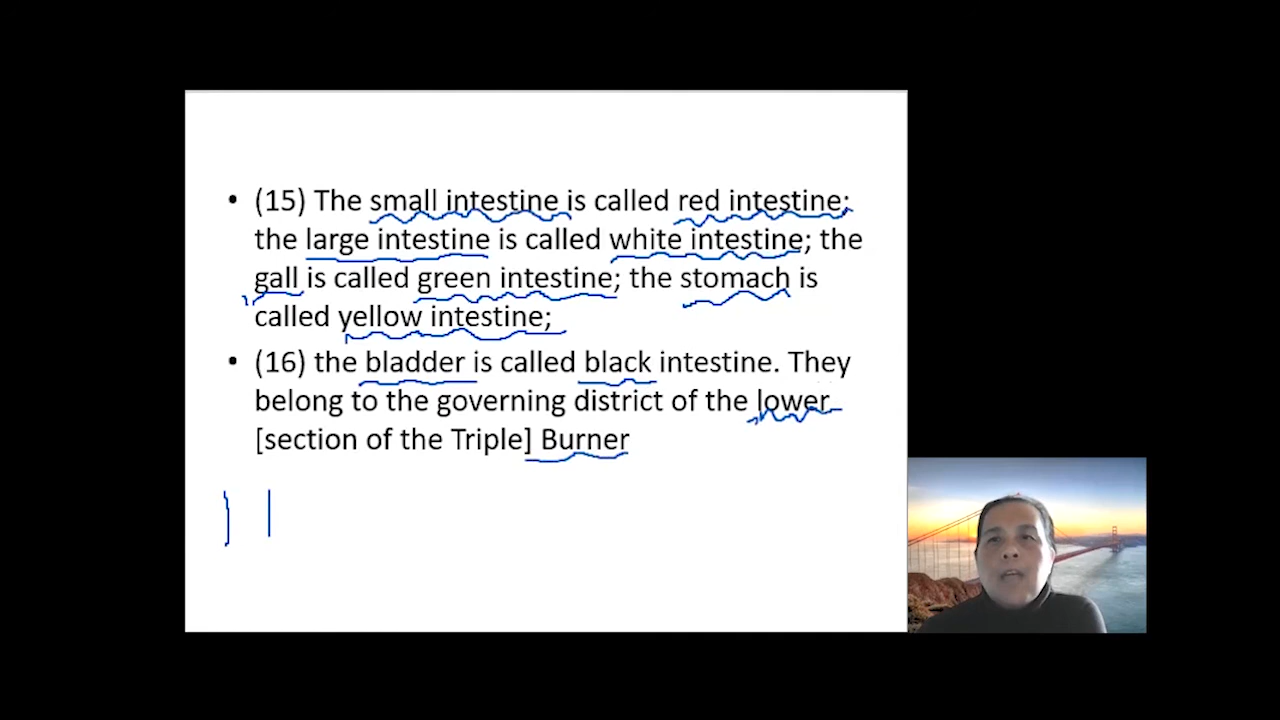 • (15) The small intestine is called red intestine;
the large intestine is called white intestine; the
gall is called green intestine; the stomach is
called yellow intestine;
• (16) the bladder is called black intestine. They
belong to the governing district of the lower
[section of the Triple] Burner